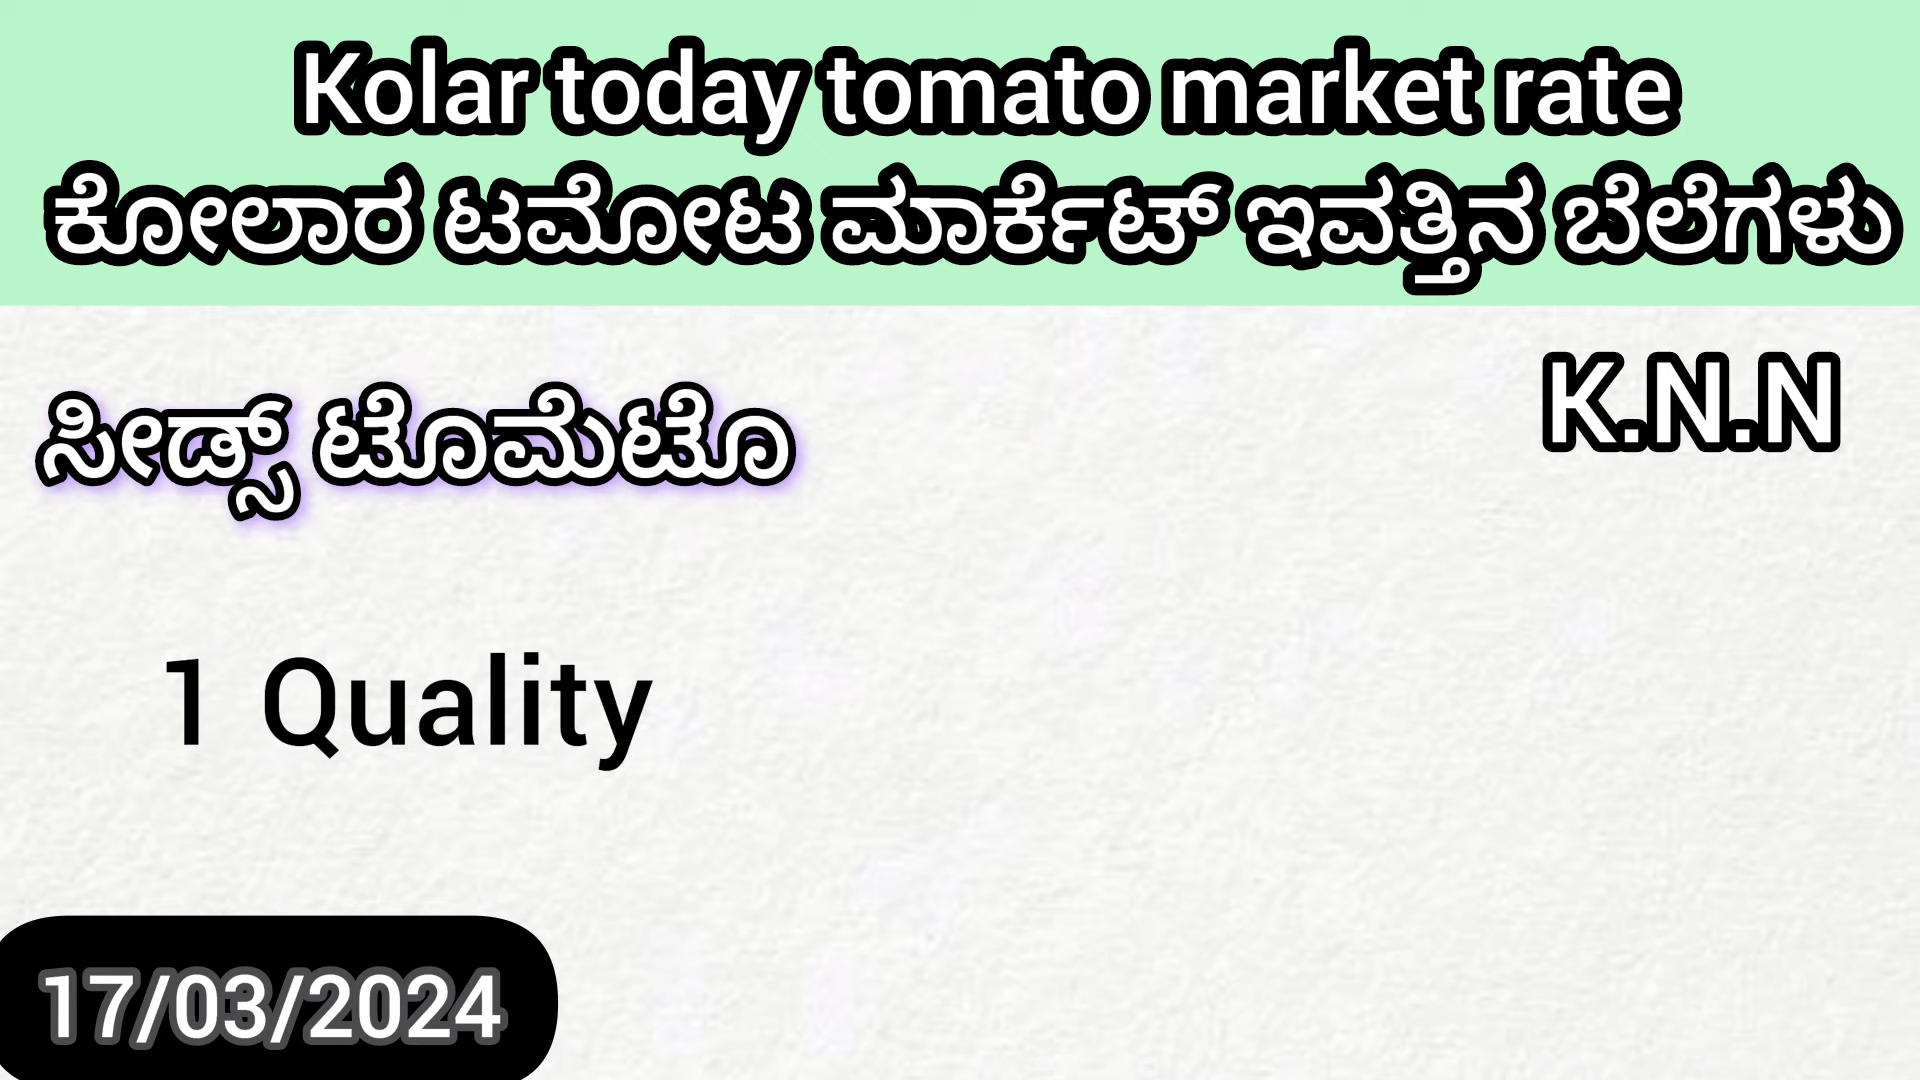 Kolar today tomato market rate
ಕೋಲಾರ ಟಮೋಟ ಮಾರ್ಕೆಟ್ ಇವತ್ತಿನ ಬೆಲೆಗಳು
K.N.N
ಸೀಡ್ಸ್ ಟೊಮೆಟೊ
1 Quality
17/03/2024